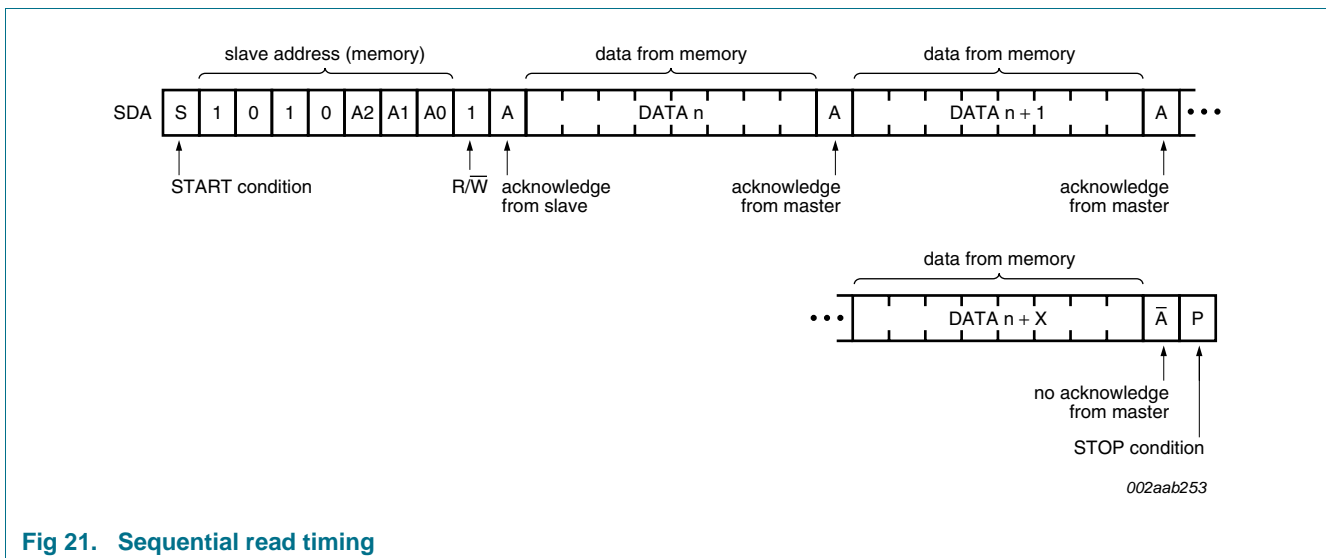 slave address (memory) data from memory data from memory
SDA S 1 0 1 0 A2 A1 A0 1 A DATA n A DATA n + 1 A •••
START condition R/W̅ acknowledge from slave acknowledge from master acknowledge from master
data from memory
••• DATA n + X A̅ P
no acknowledge
from master
STOP condition
002aab253
Fig 21. Sequential read timing